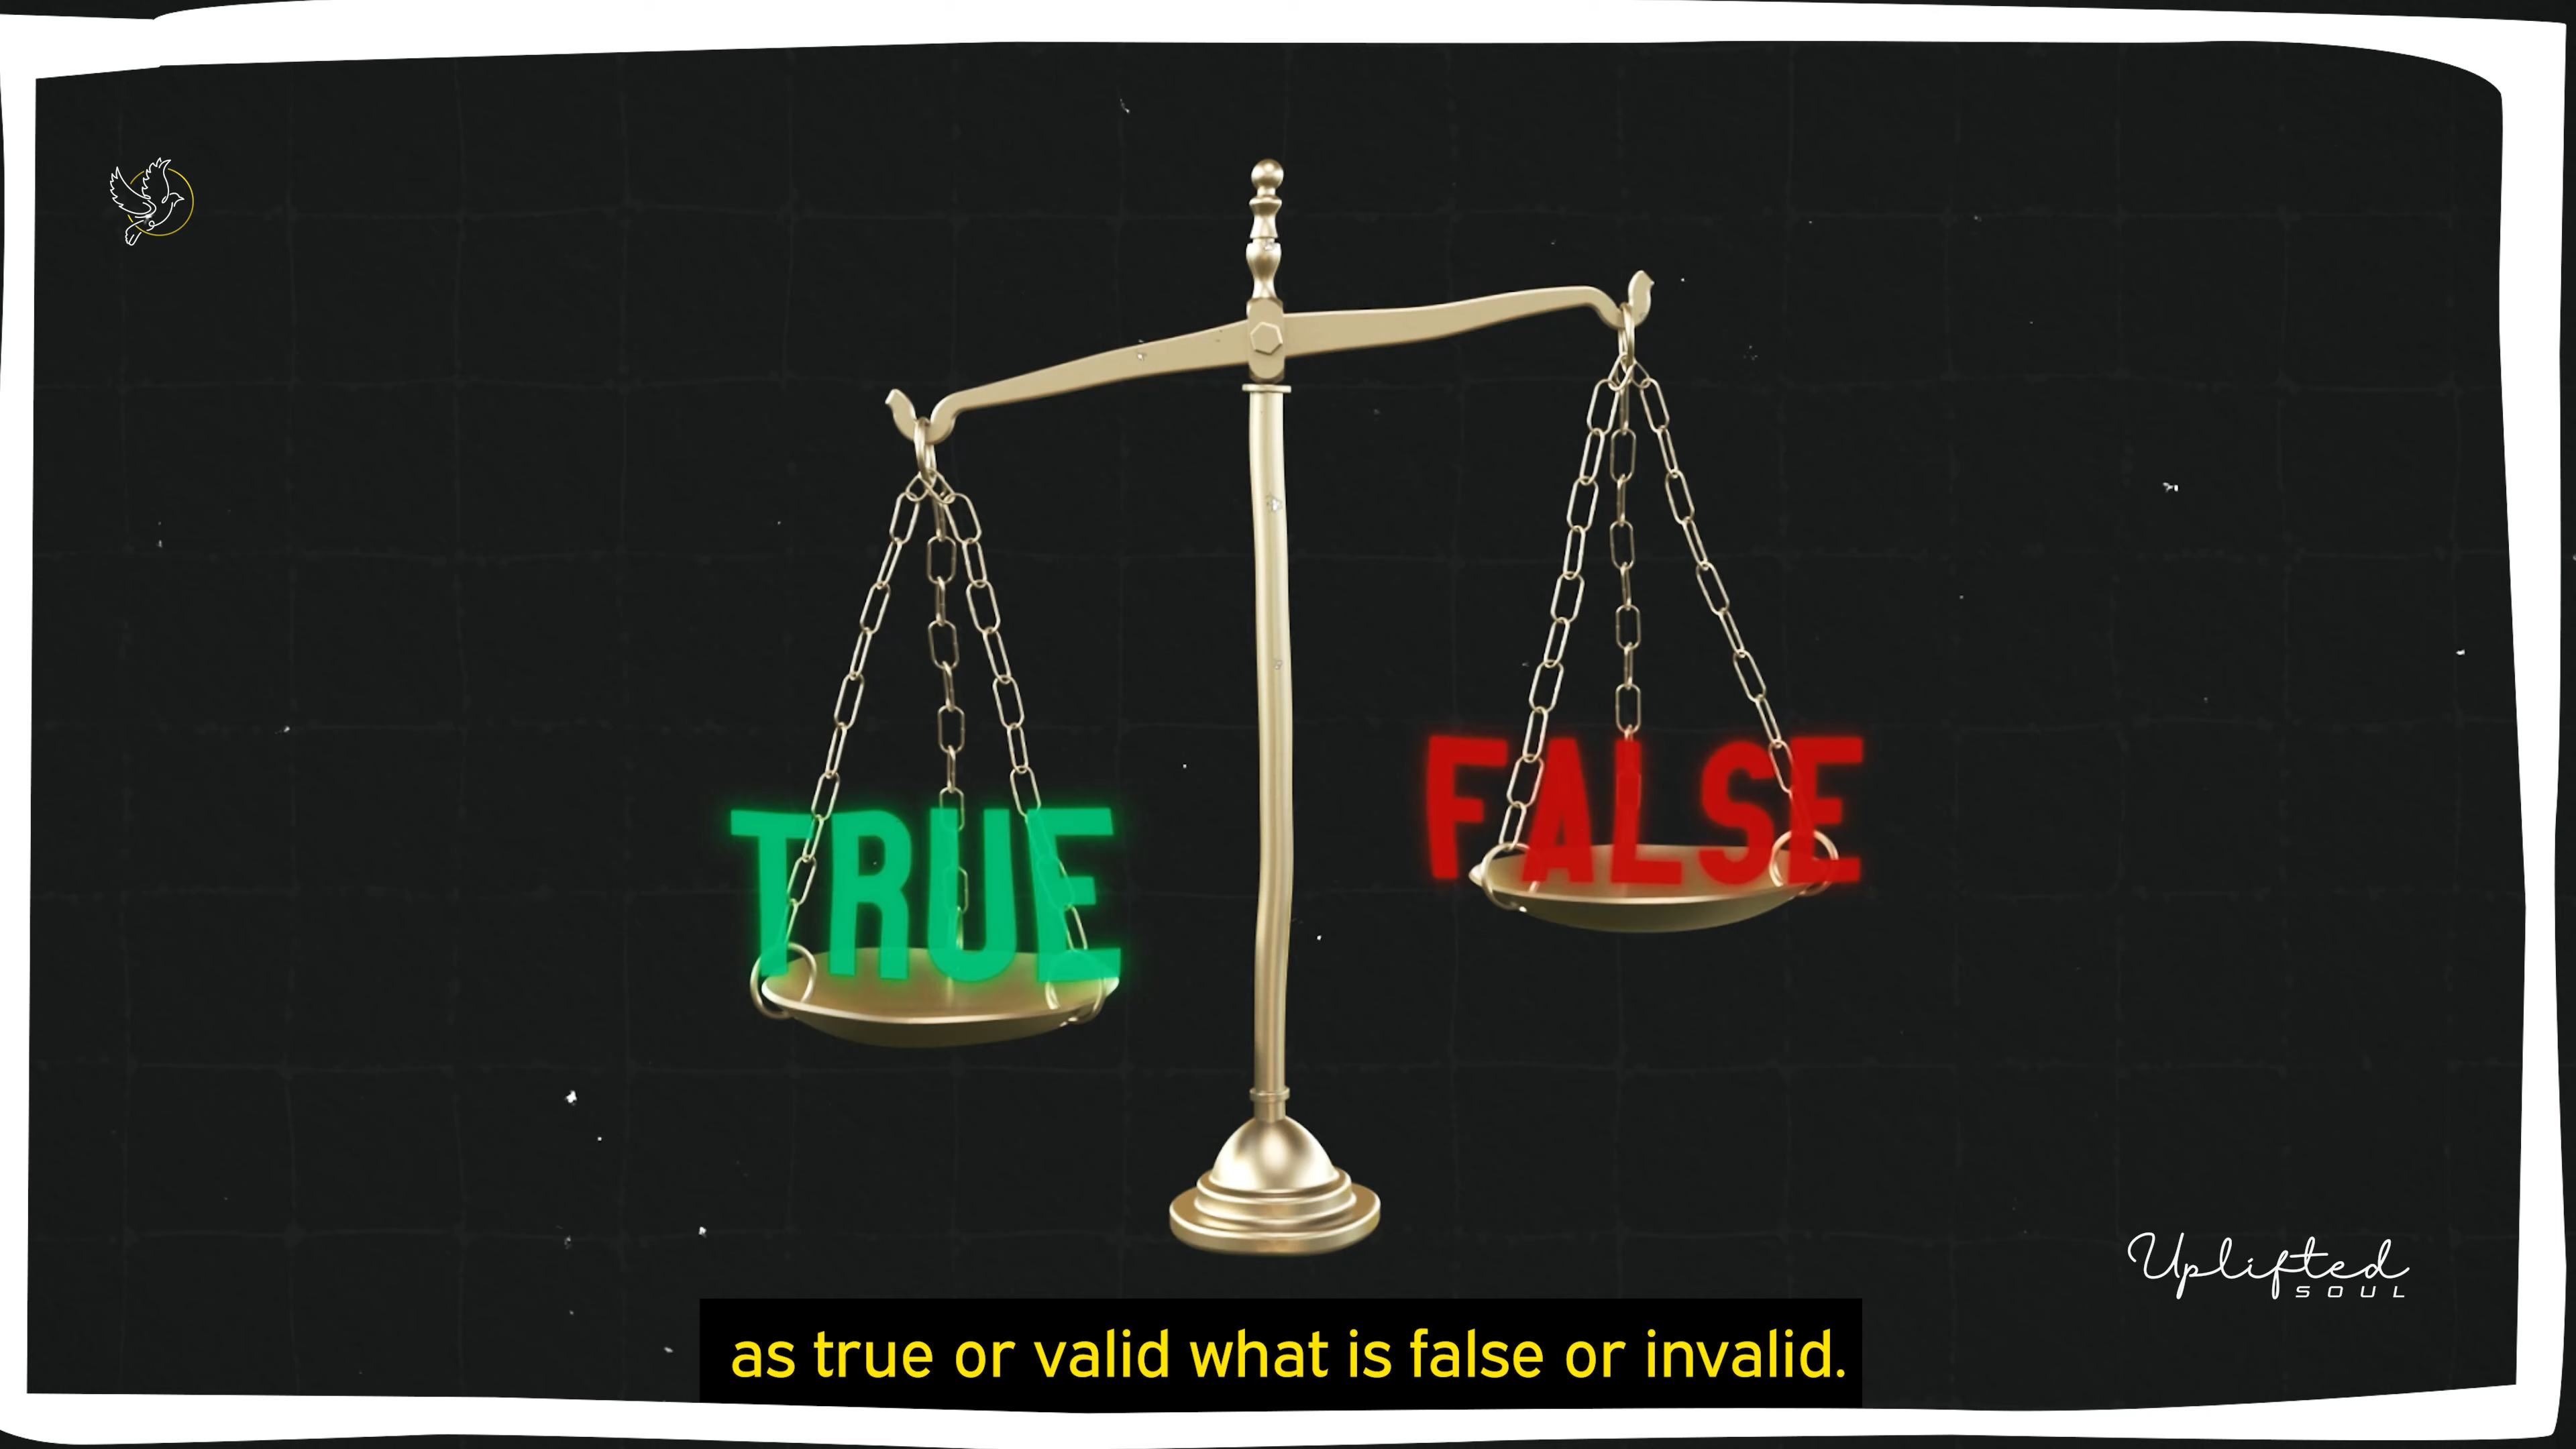 TRUE
FALSE
Uplifted
SOUL
as true or valid what is false or invalid.